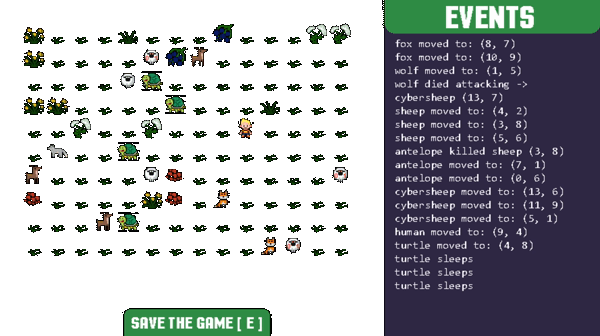 EVENTS
fox moved to: (8, 7)
fox moved to: (10, 9)
wolf moved to: (1, 5)
wolf died attacking ->
cybersheep (13, 7)
sheep moved to: (4, 2)
sheep moved to: (3, 8)
sheep moved to: (5, 6)
antelope killed sheep (3, 8)
antelope moved to: (7, 1)
antelope moved to: (0, 6)
cybersheep moved to: (13, 6)
cybersheep moved to: (11, 9)
cybersheep moved to: (5, 1)
human moved to: (9, 4)
turtle moved to: (4, 8)
turtle sleeps
turtle sleeps
turtle sleeps
SAVE THE GAME [ E ]